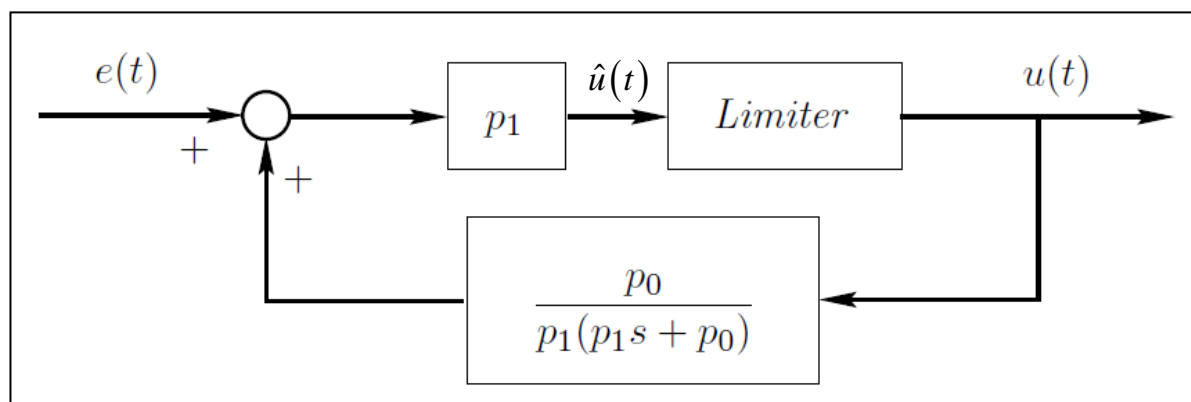 e(t)
+
+
p₁
û(t)
Limiter
u(t)
p₀
p₁(p₁s + p₀)